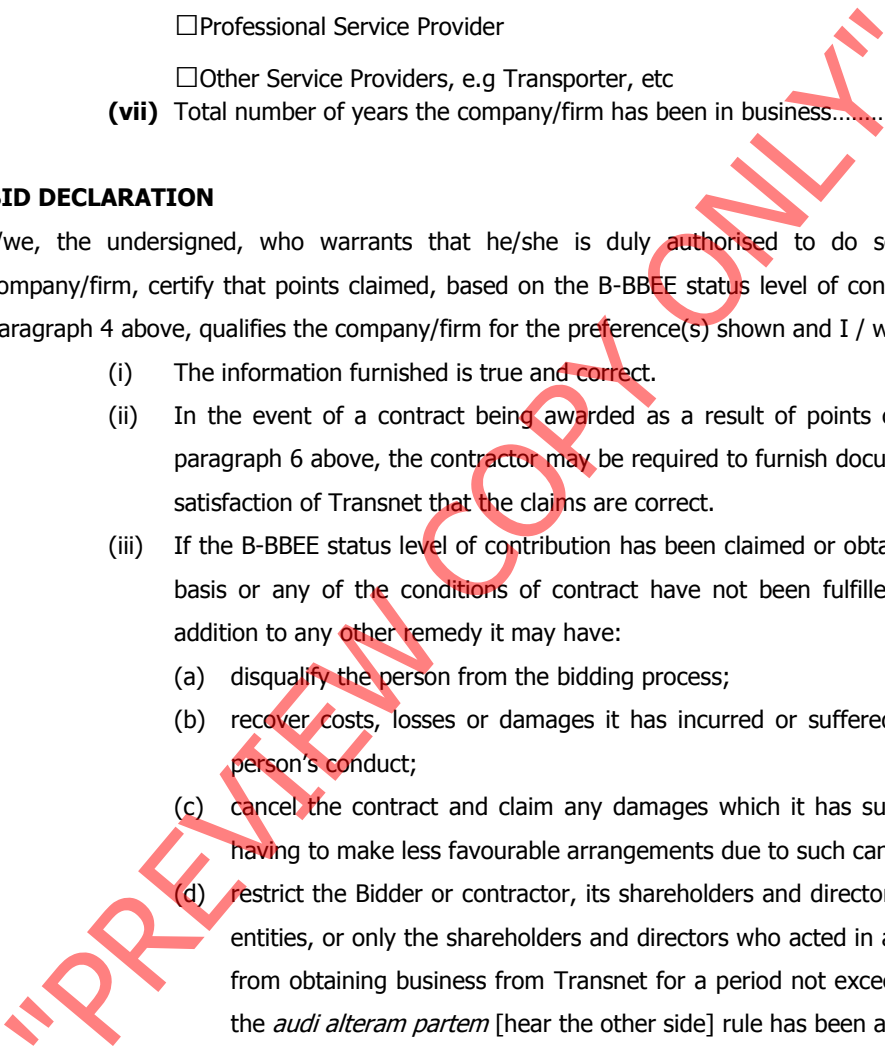 ☐Professional Service Provider
☐Other Service Providers, e.g Transporter, etc
(vii) Total number of years the company/firm has been in business........
ID DECLARATION
/we, the undersigned, who warrants that he/she is duly authorised to do s
ompany/firm, certify that points claimed, based on the B-BBEE status level of con
aragraph 4 above, qualifies the company/firm for the preference(s) shown and I / w
(i) The information furnished is true and correct.
(ii) In the event of a contract being awarded as a result of points
paragraph 6 above, the contractor may be required to furnish docu
satisfaction of Transnet that the claims are correct.
(iii) If the B-BBEE status level of contribution has been claimed or obta
basis or any of the conditions of contract have not been fulfille
addition to any other remedy it may have:
(a) disqualify the person from the bidding process;
(b) recover costs, losses or damages it has incurred or suffered
person's conduct;
(c) cancel the contract and claim any damages which it has su
having to make less favourable arrangements due to such can
(d) restrict the Bidder or contractor, its shareholders and director
entities, or only the shareholders and directors who acted in a
from obtaining business from Transnet for a period not excee
the audi alteram partem [hear the other side] rule has been a
"PREVIEW COPY ONLY"